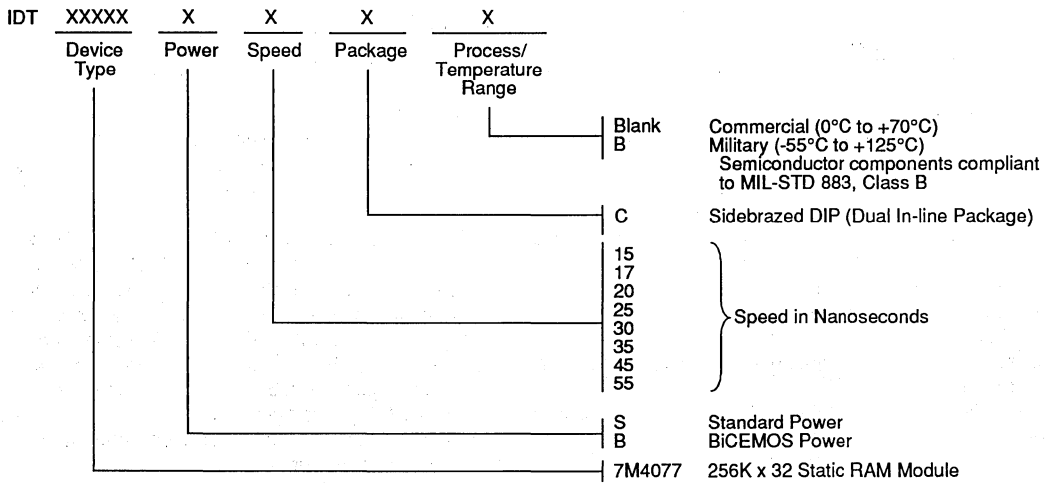 IDT XXXXX X X X X
Device Type Power Speed Package Process/ Temperature Range
Blank Commercial (0°C to +70°C)
B Military (-55°C to +125°C)
Semiconductor components compliant
to MIL-STD 883, Class B
C Sidebrazed DIP (Dual In-line Package)
15
17
20
25
30
35
45
55
Speed in Nanoseconds
S Standard Power
B BiCEMOS Power
7M4077 256K x 32 Static RAM Module